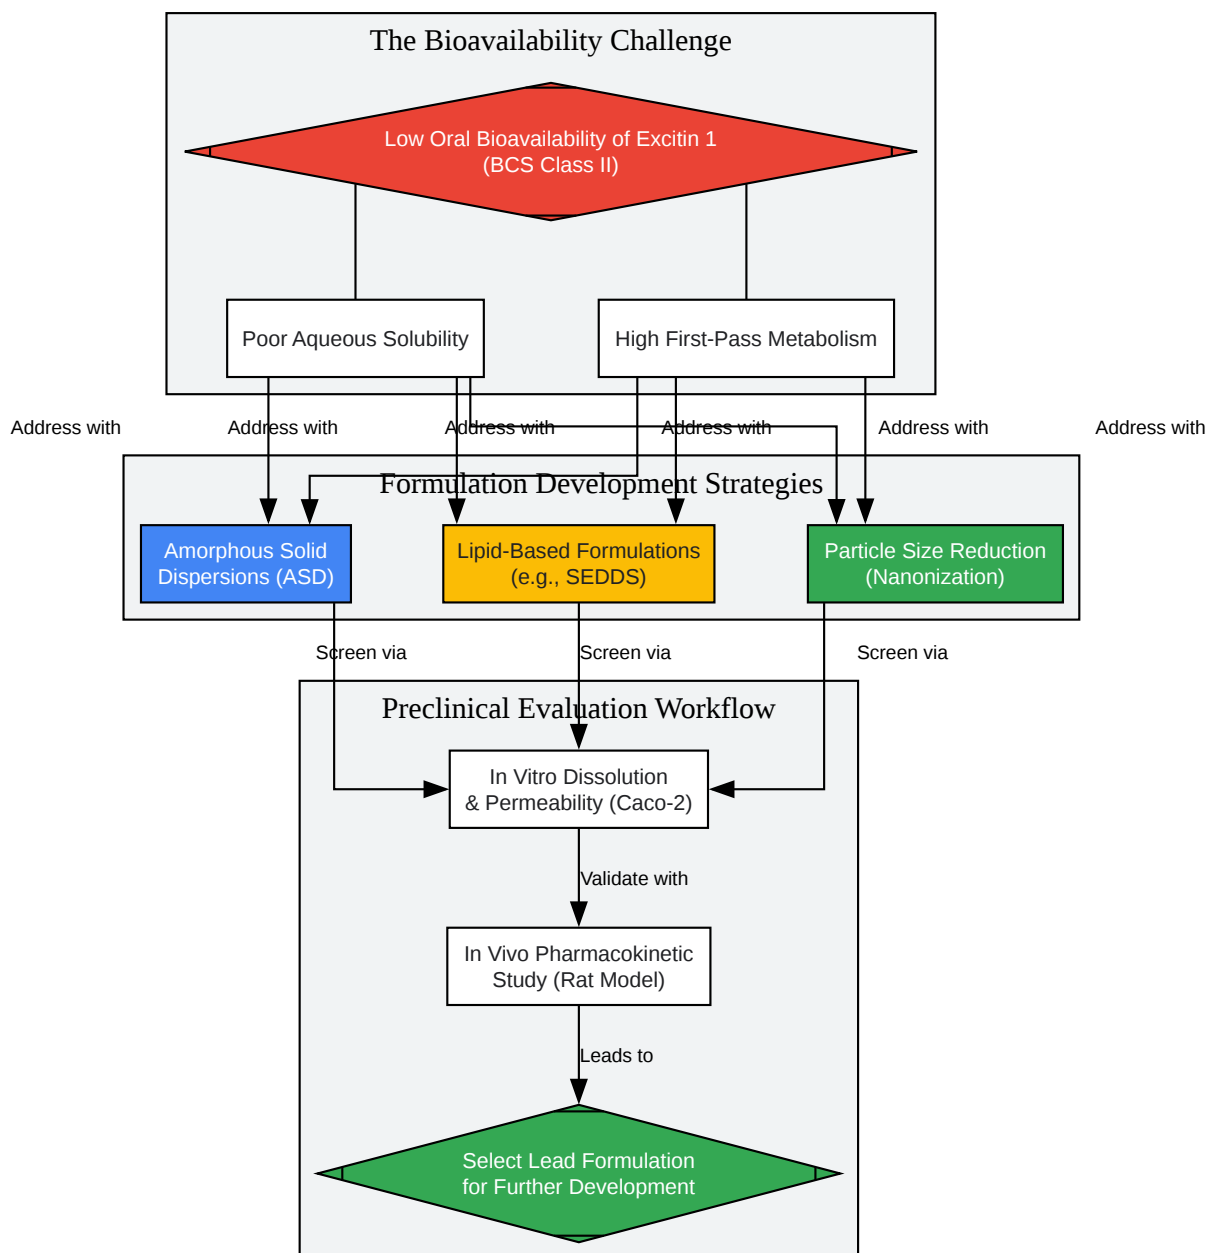 The Bioavailability Challenge
Low Oral Bioavailability of Excitin 1
(BCS Class II)
Poor Aqueous Solubility
High First-Pass Metabolism
Address with
Address with
Address with
Address with
Address with
Address with
Formulation Development Strategies
Amorphous Solid
Dispersions (ASD)
Lipid-Based Formulations
(e.g., SEDDS)
Particle Size Reduction
(Nanonization)
Screen via
Screen via
Screen via
Preclinical Evaluation Workflow
In Vitro Dissolution
& Permeability (Caco-2)
Validate with
In Vivo Pharmacokinetic
Study (Rat Model)
Leads to
Select Lead Formulation
for Further Development